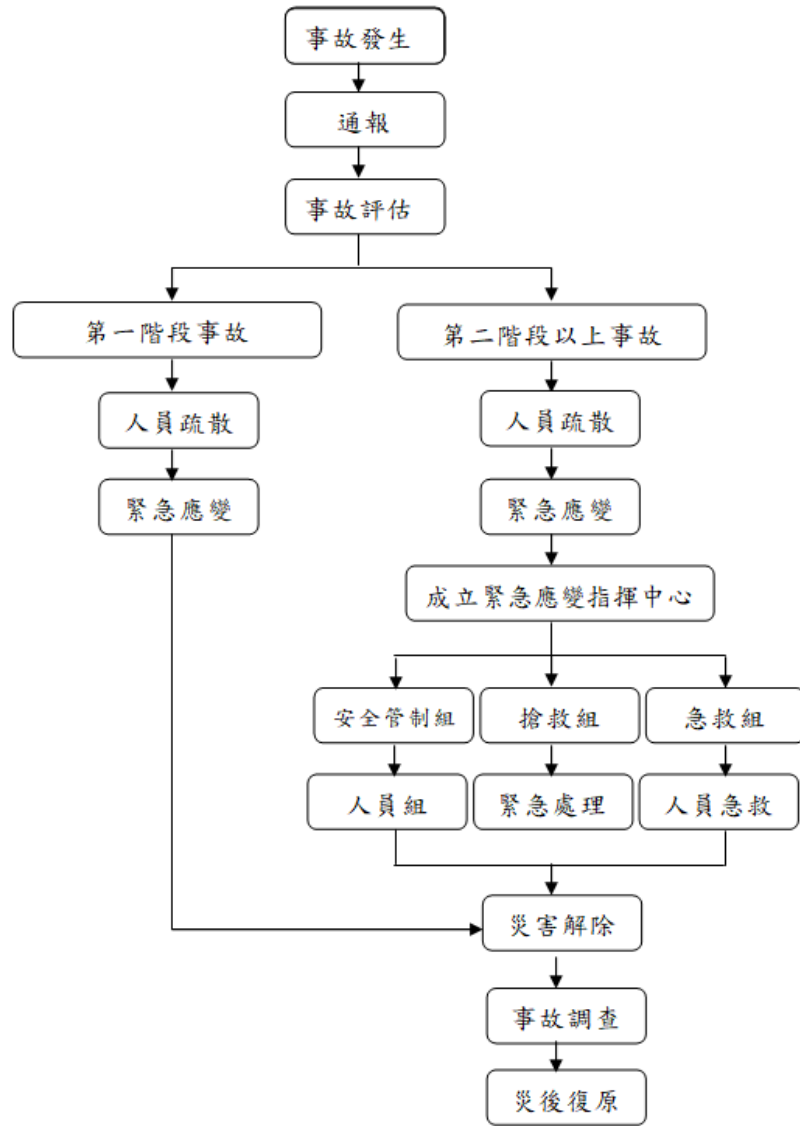 事故發生
通報
事故評估
第一階段事故
第二階段以上事故
人員疏散
人員疏散
緊急應變
緊急應變
成立緊急應變指揮中心
安全管制組
搶救組
急救組
人員組
緊急處理
人員急救
災害解除
事故調查
災後復原